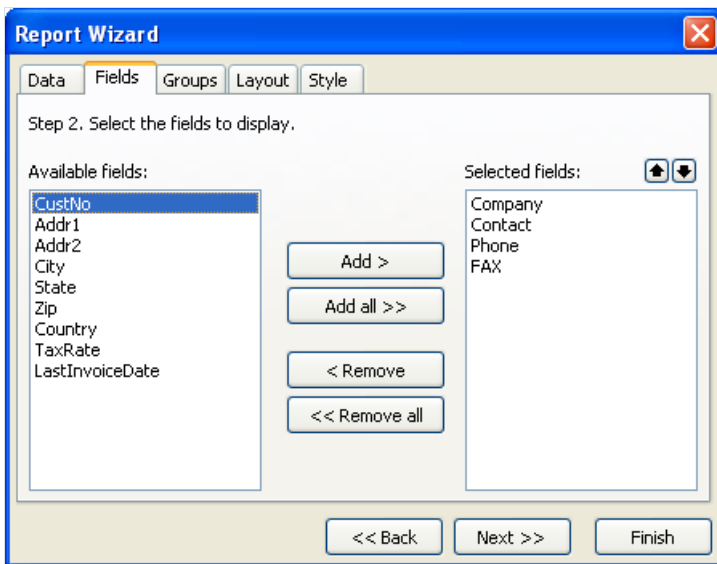 Report Wizard
Data Fields Groups Layout Style
Step 2. Select the fields to display.
Available fields:
CustNo
Addr1
Addr2
City
State
Zip
Country
TaxRate
LastInvoiceDate
Add >
Add all >>
< Remove
<< Remove all
Selected fields:
Company
Contact
Phone
FAX
<< Back Next >> Finish